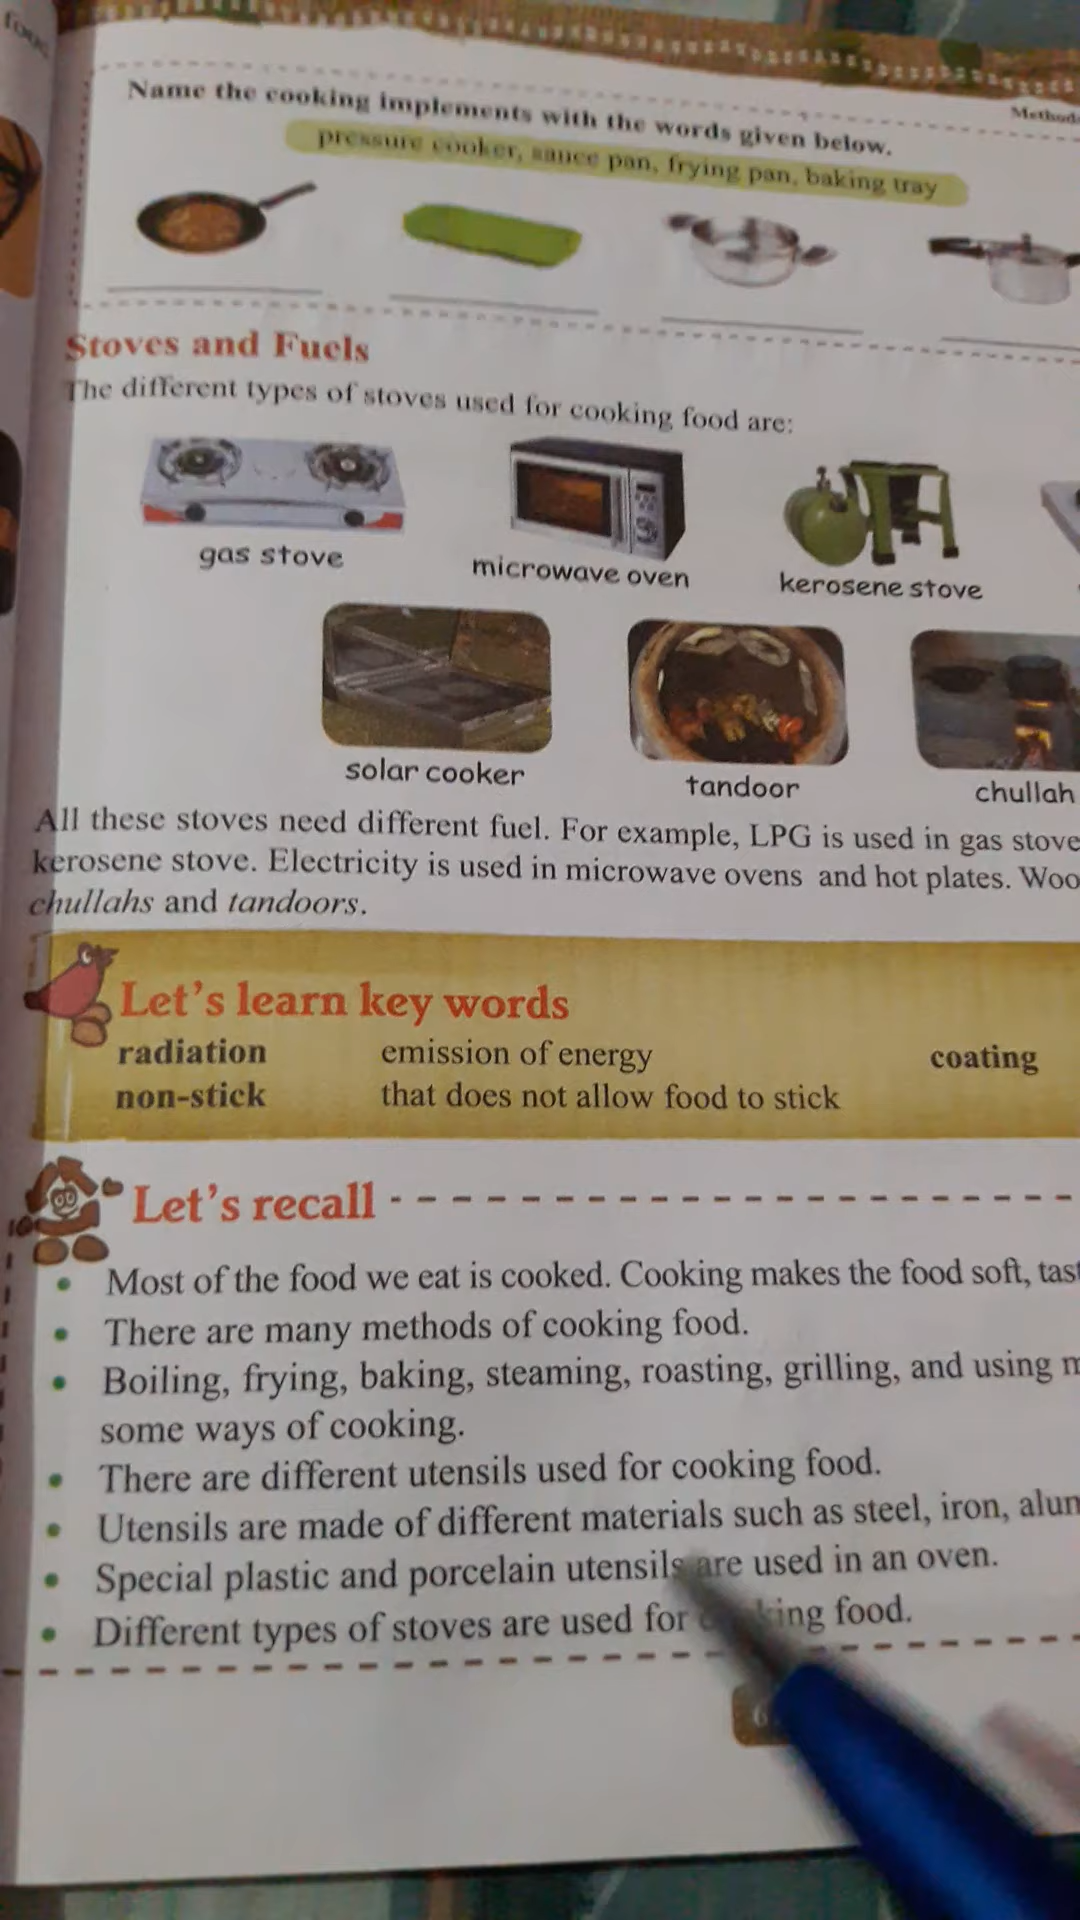 Name the cooking implements with the words given below.
Method
pressure cooker, sauce pan, frying pan, baking tray
Stoves and Fuels
The different types of stoves used for cooking food are:
gas stove
microwave oven
kerosene stove
solar cooker
tandoor
chullah
All these stoves need different fuel. For example, LPG is used in gas stove
kerosene stove. Electricity is used in microwave ovens and hot plates. Woo
chullahs and tandoors.
Let's learn key words
radiation emission of energy coating
non-stick that does not allow food to stick
Let's recall
• Most of the food we eat is cooked. Cooking makes the food soft, tast
• There are many methods of cooking food.
• Boiling, frying, baking, steaming, roasting, grilling, and using m
some ways of cooking.
• There are different utensils used for cooking food.
• Utensils are made of different materials such as steel, iron, alum
• Special plastic and porcelain utensils are used in an oven.
• Different types of stoves are used for king food.
6